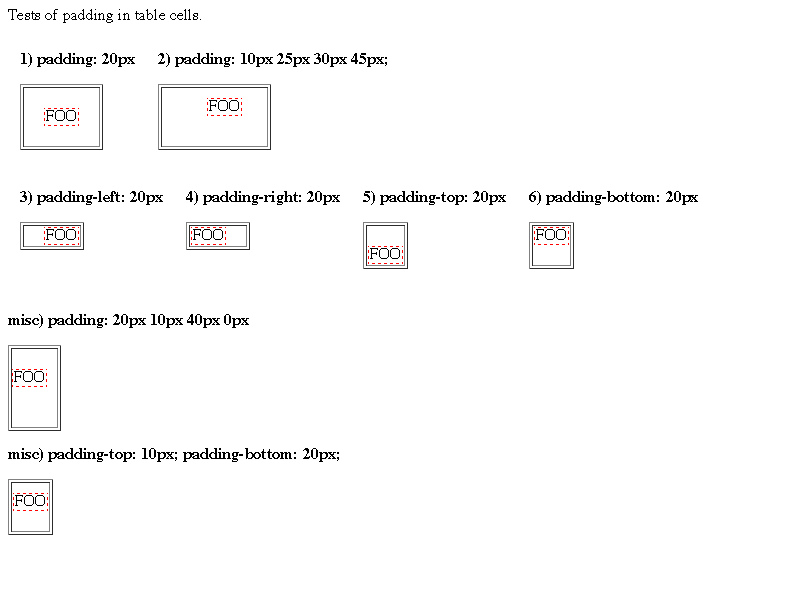 Tests of padding in table cells.
1) padding: 20px
2) padding: 10px 25px 30px 45px;
FOO
FOO
3) padding-left: 20px
4) padding-right: 20px
5) padding-top: 20px
6) padding-bottom: 20px
FOO
FOO
FOO
FOO
misc) padding: 20px 10px 40px 0px
FOO
misc) padding-top: 10px; padding-bottom: 20px;
FOO